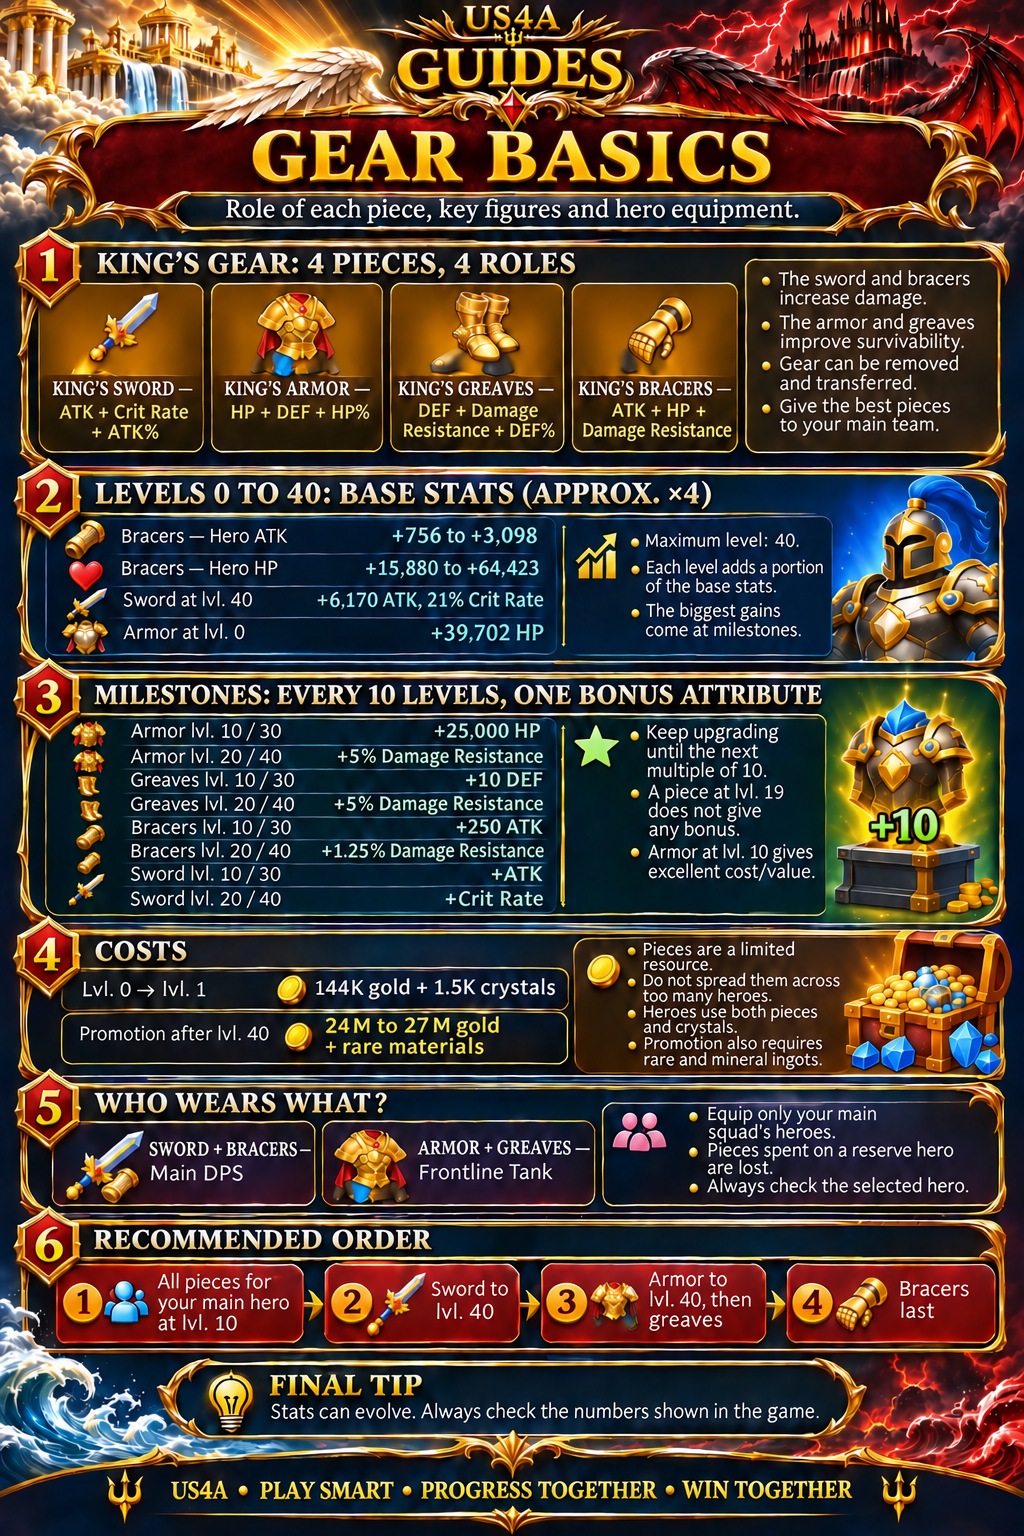 US4A
GUIDES
GEAR BASICS
Role of each piece, key figures and hero equipment.
1
KING'S GEAR: 4 PIECES, 4 ROLES
KING'S SWORD —
ATK + Crit Rate
+ ATK%
KING'S ARMOR —
HP + DEF + HP%
KING'S GREAVES —
DEF + Damage
Resistance + DEF%
KING'S BRACERS —
ATK + HP +
Damage Resistance
• The sword and bracers
increase damage.
• The armor and greaves
improve survivability.
• Gear can be removed
and transferred.
• Give the best pieces
to your main team.
2
LEVELS 0 TO 40: BASE STATS (APPROX. ×4)
Bracers — Hero ATK +756 to +3,098
Bracers — Hero HP +15,880 to +64,423
Sword at lvl. 40 +6,170 ATK, 21% Crit Rate
Armor at lvl. 0 +39,702 HP
• Maximum level: 40.
• Each level adds a portion
of the base stats.
• The biggest gains
come at milestones.
3
MILESTONES: EVERY 10 LEVELS, ONE BONUS ATTRIBUTE
Armor lvl. 10 / 30 +25,000 HP
Armor lvl. 20 / 40 +5% Damage Resistance
Greaves lvl. 10 / 30 +10 DEF
Greaves lvl. 20 / 40 +5% Damage Resistance
Bracers lvl. 10 / 30 +250 ATK
Bracers lvl. 20 / 40 +1.25% Damage Resistance
Sword lvl. 10 / 30 +ATK
Sword lvl. 20 / 40 +Crit Rate
• Keep upgrading
until the next
multiple of 10.
• A piece at lvl. 19
does not give
any bonus.
• Armor at lvl. 10 gives
excellent cost/value.
+10
4
COSTS
Lvl. 0 → lvl. 1 144K gold + 1.5K crystals
Promotion after lvl. 40 24 M to 27 M gold
+ rare materials
• Pieces are a limited
resource.
• Do not spread them across
too many heroes.
• Heroes use both pieces
and crystals.
• Promotion also requires
rare and mineral ingots.
5
WHO WEARS WHAT?
SWORD + BRACERS —
Main DPS
ARMOR + GREAVES —
Frontline Tank
• Equip only your main
squad's heroes.
• Pieces spent on a reserve hero
are lost.
• Always check the selected hero.
6
RECOMMENDED ORDER
1
All pieces for
your main hero
at lvl. 10
2
Sword to
lvl. 40
3
Armor to
lvl. 40, then
greaves
4
Bracers
last
FINAL TIP
Stats can evolve. Always check the numbers shown in the game.
US4A • PLAY SMART • PROGRESS TOGETHER • WIN TOGETHER